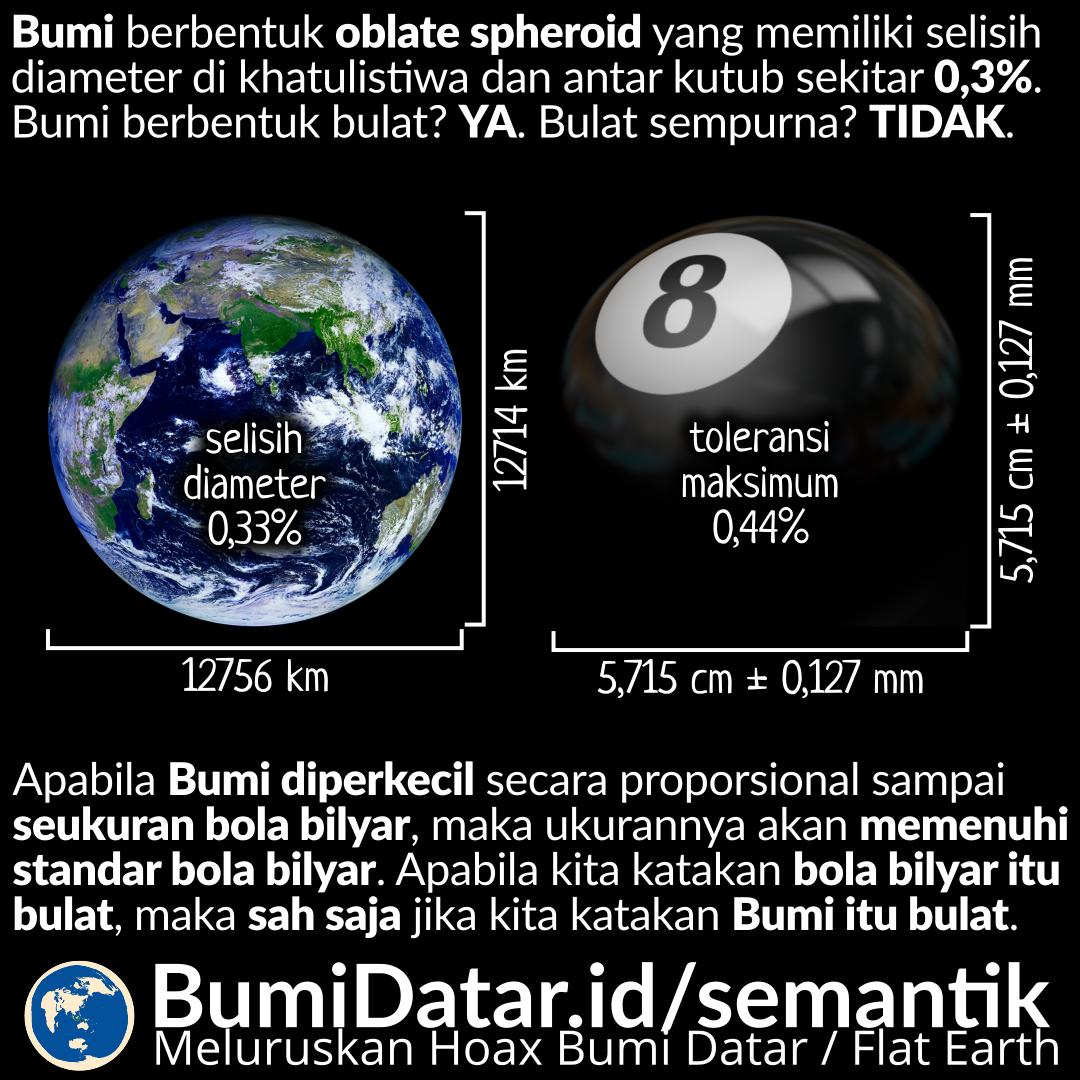 Bumi berbentuk oblate spheroid yang memiliki selisih
diameter di khatulistiwa dan antar kutub sekitar 0,3%.
Bumi berbentuk bulat? YA. Bulat sempurna? TIDAK.
8
selisih
diameter
0,33%
12714 km
12756 km
toleransi
maksimum
0,44%
5,715 cm ± 0,127 mm
5,715 cm ± 0,127 mm
Apabila Bumi diperkecil secara proporsional sampai
seukuran bola bilyar, maka ukurannya akan memenuhi
standar bola bilyar. Apabila kita katakan bola bilyar itu
bulat, maka sah saja jika kita katakan Bumi itu bulat.
BumiDatar.id/semantik
Meluruskan Hoax Bumi Datar / Flat Earth